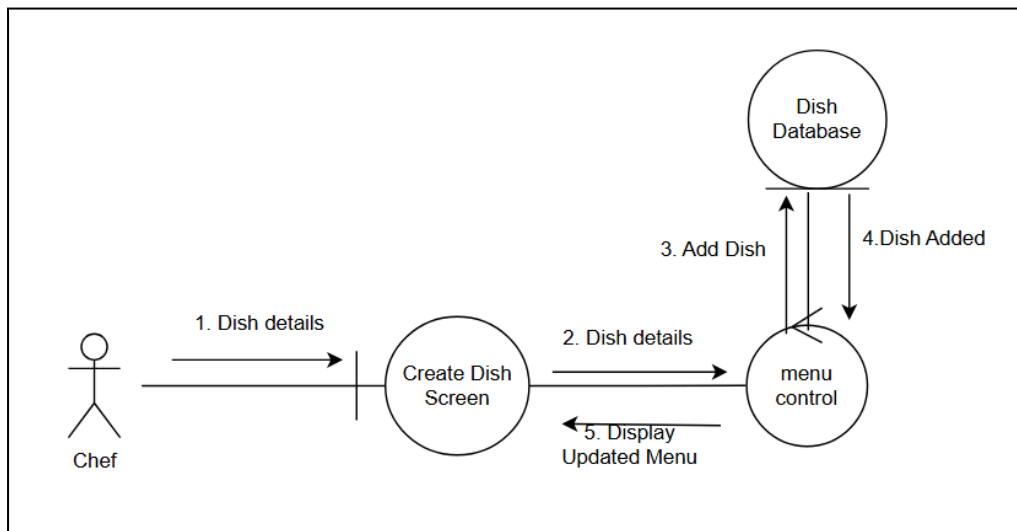 Dish
Database
3. Add Dish
4.Dish Added
1. Dish details
2. Dish details
Create Dish
Screen
menu
control
5. Display
Updated Menu
Chef